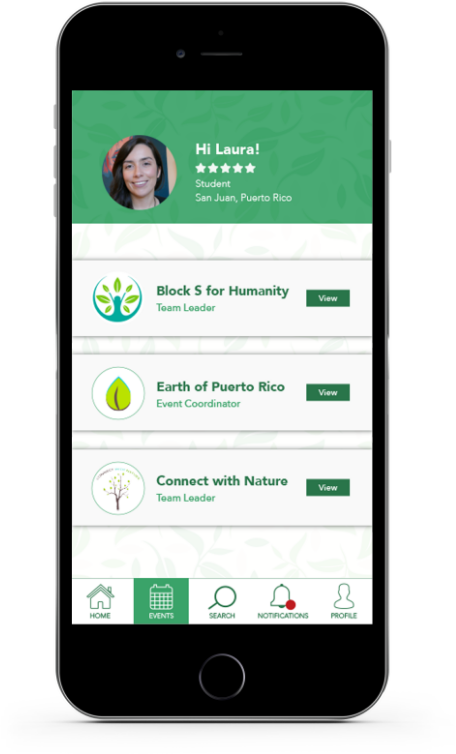 Hi Laura!
Student
San Juan, Puerto Rico
Block S for Humanity
Team Leader
View
Earth of Puerto Rico
Event Coordinator
View
Connect with Nature
Team Leader
View
HOME
EVENTS
SEARCH
NOTIFICATIONS
PROFILE